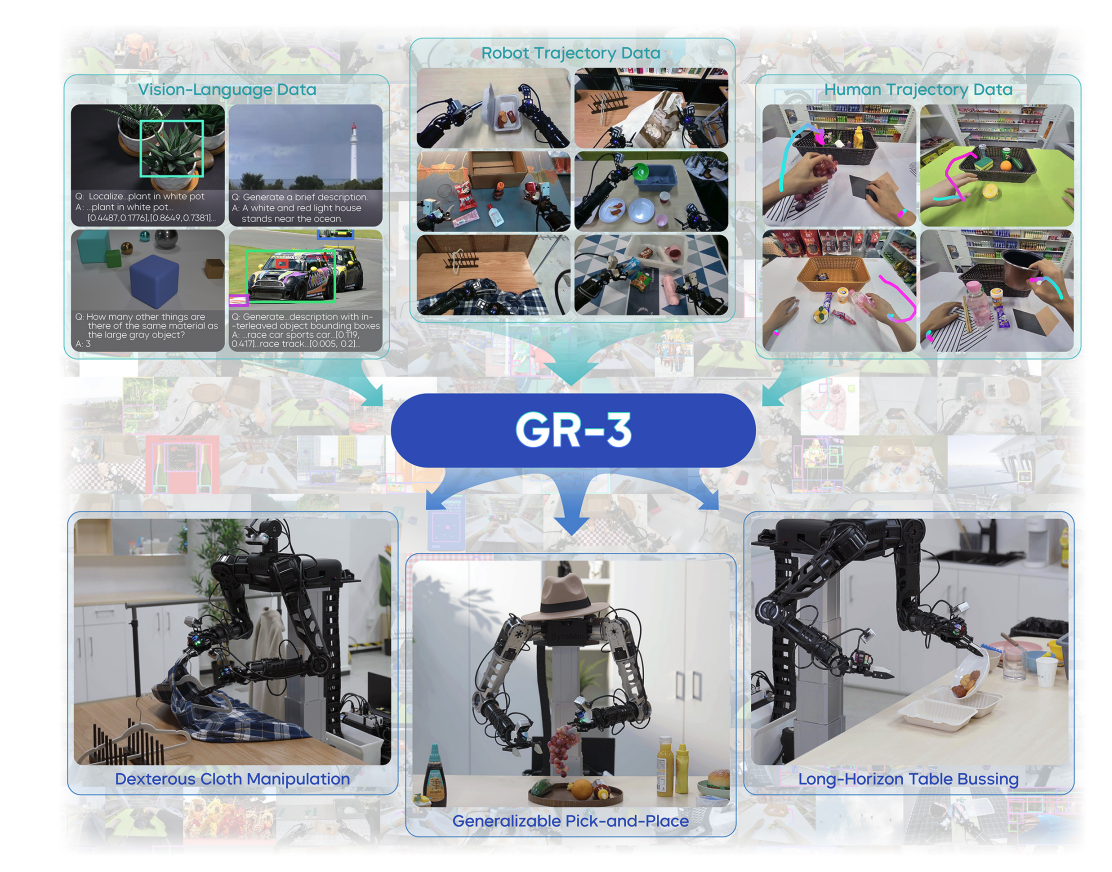 Robot Trajectory Data
Vision-Language Data
Human Trajectory Data
Q: Localize..plant in white pot
A: ..plant in white pot..
[0.4487,0.1776],[0.8649,0.7381]...
Q: Generate a brief description.
A: A white and red light house
stands near the ocean.
Q: How many other things are
there of the same material as
the large gray object?
A: 3
Q: Generate..description with in-
-terleaved object bounding boxes
A: ...race car sports car...[0.119,
0.417)...race track...[0.005, 0.2]...
GR-3
Dexterous Cloth Manipulation
Generalizable Pick-and-Place
Long-Horizon Table Bussing